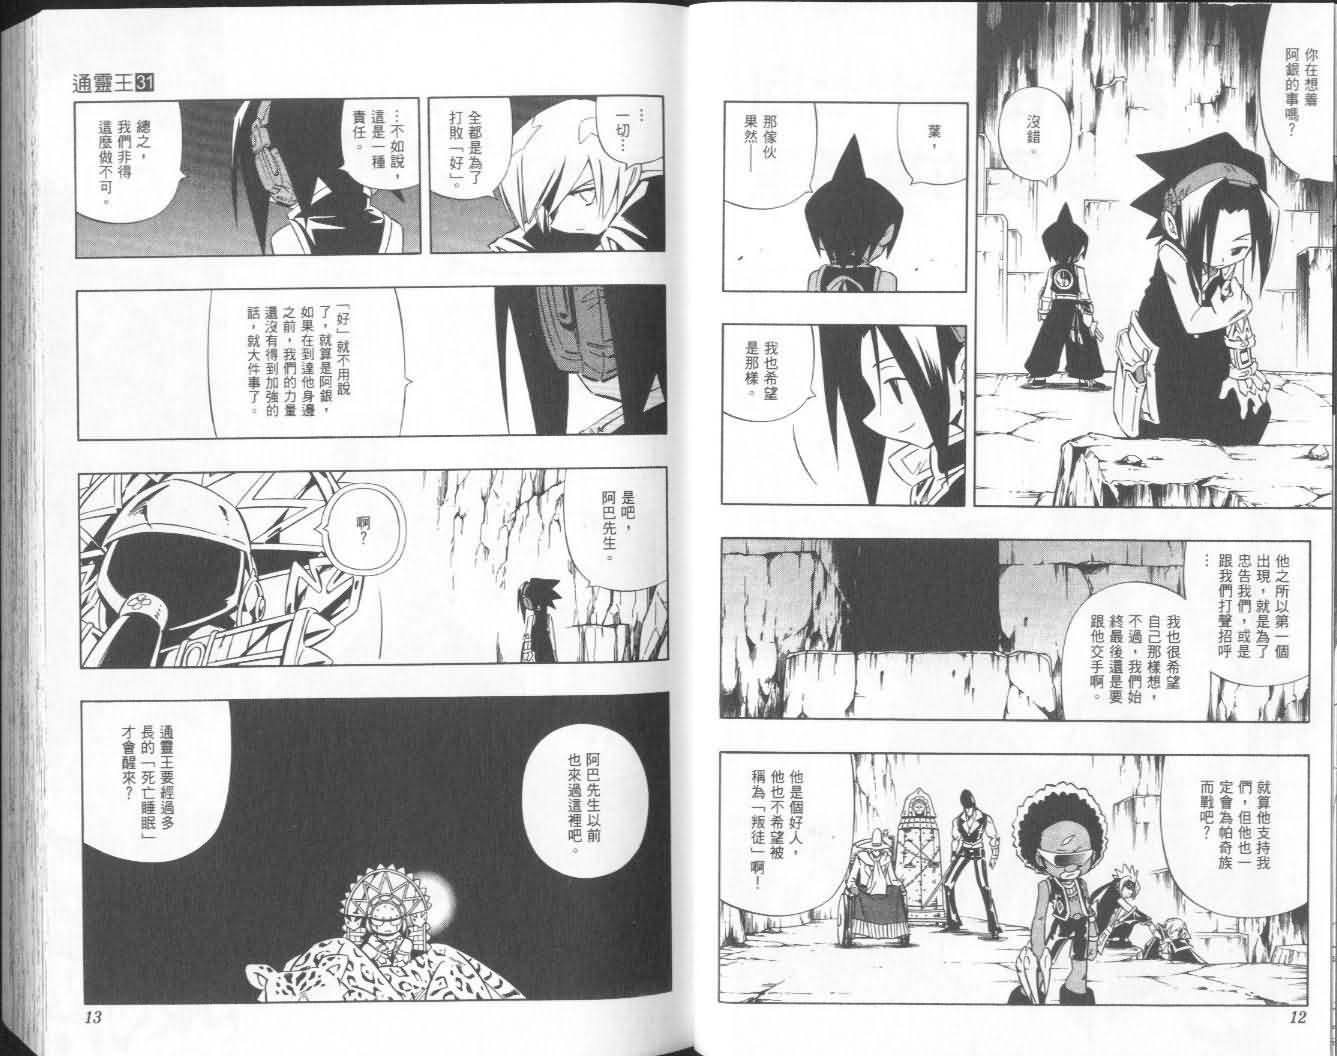 你在想着
阿銀的事嗎？
沒錯。
葉，
那傢伙
果然——
我也希望
是那樣。
他之所以第一個
出現，就是為了
忠告我們，或是
跟我們打聲招呼
…
我也很希望
自己那樣想，
不過，我們始
終最後還是要
跟他交手啊。
就算他支持我
們，但他也一
定會為帕奇族
而戰吧？
他是個好人，
他也不希望被
稱為「叛徒」啊！
12
通靈王31
…
一切…
全都是為了
打敗「好」。
…不如說，
這是一種
責任。
總之，
我們非得
這麼做不可。
「好」就不用說
了，就算是阿銀，
如果在到達他身邊
之前，我們的力量
還沒有得到加強的
話，就大件事了。
是吧，
阿巴先生。
啊？
阿巴先生以前
也來過這裡吧。
通靈王要經過多
長的「死亡睡眠」
才會醒來？
13